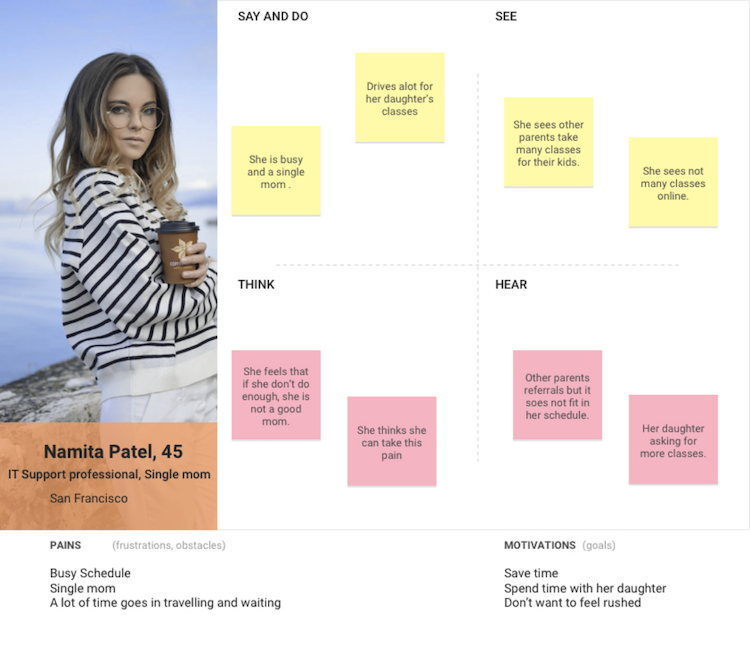 SAY AND DO
Drives alot for
her daughter's
classes
She is busy
and a single
mom .
SEE
She sees other
parents take
many classes
for their kids.
She sees not
many classes
online.
THINK
She feels that
if she don't do
enough, she is
not a good
mom.
She thinks she
can take this
pain
HEAR
Other parents
referrals but it
soes not fit in
her schedule.
Her daughter
asking for
more classes.
Namita Patel, 45
IT Support professional, Single mom
San Francisco
PAINS (frustrations, obstacles)
Busy Schedule
Single mom
A lot of time goes in travelling and waiting
MOTIVATIONS (goals)
Save time
Spend time with her daughter
Don't want to feel rushed